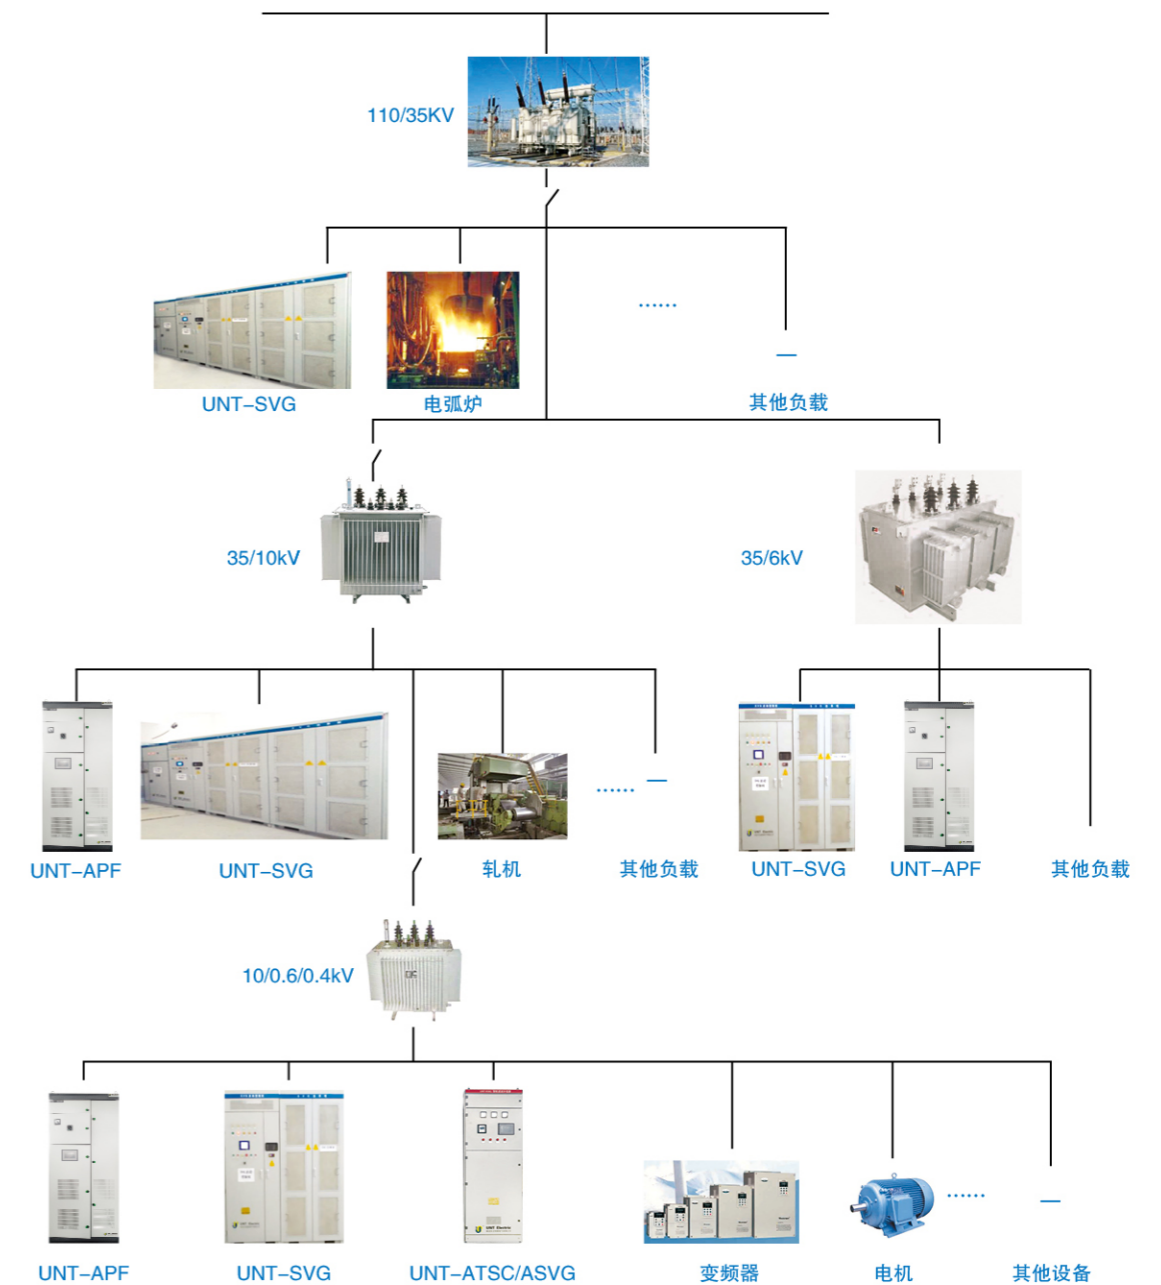 110/35KV
······
UNT-SVG
电弧炉
其他负载
35/10kV
35/6kV
······
UNT-APF
UNT-SVG
轧机
其他负载
UNT-SVG
UNT-APF
其他负载
10/0.6/0.4kV
······
UNT-APF
UNT-SVG
UNT-ATSC/ASVG
变频器
电机
其他设备